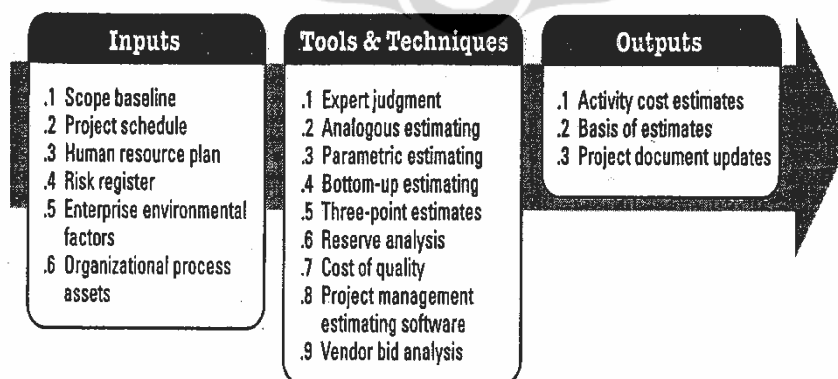 Inputs
.1 Scope baseline
.2 Project schedule
.3 Human resource plan
.4 Risk register
.5 Enterprise environmental
factors
.6 Organizational process
assets
Tools & Techniques
.1 Expert judgment
.2 Analogous estimating
.3 Parametric estimating
.4 Bottom-up estimating
.5 Three-point estimates
.6 Reserve analysis
.7 Cost of quality
.8 Project management
estimating software
.9 Vendor bid analysis
Outputs
.1 Activity cost estimates
.2 Basis of estimates
.3 Project document updates